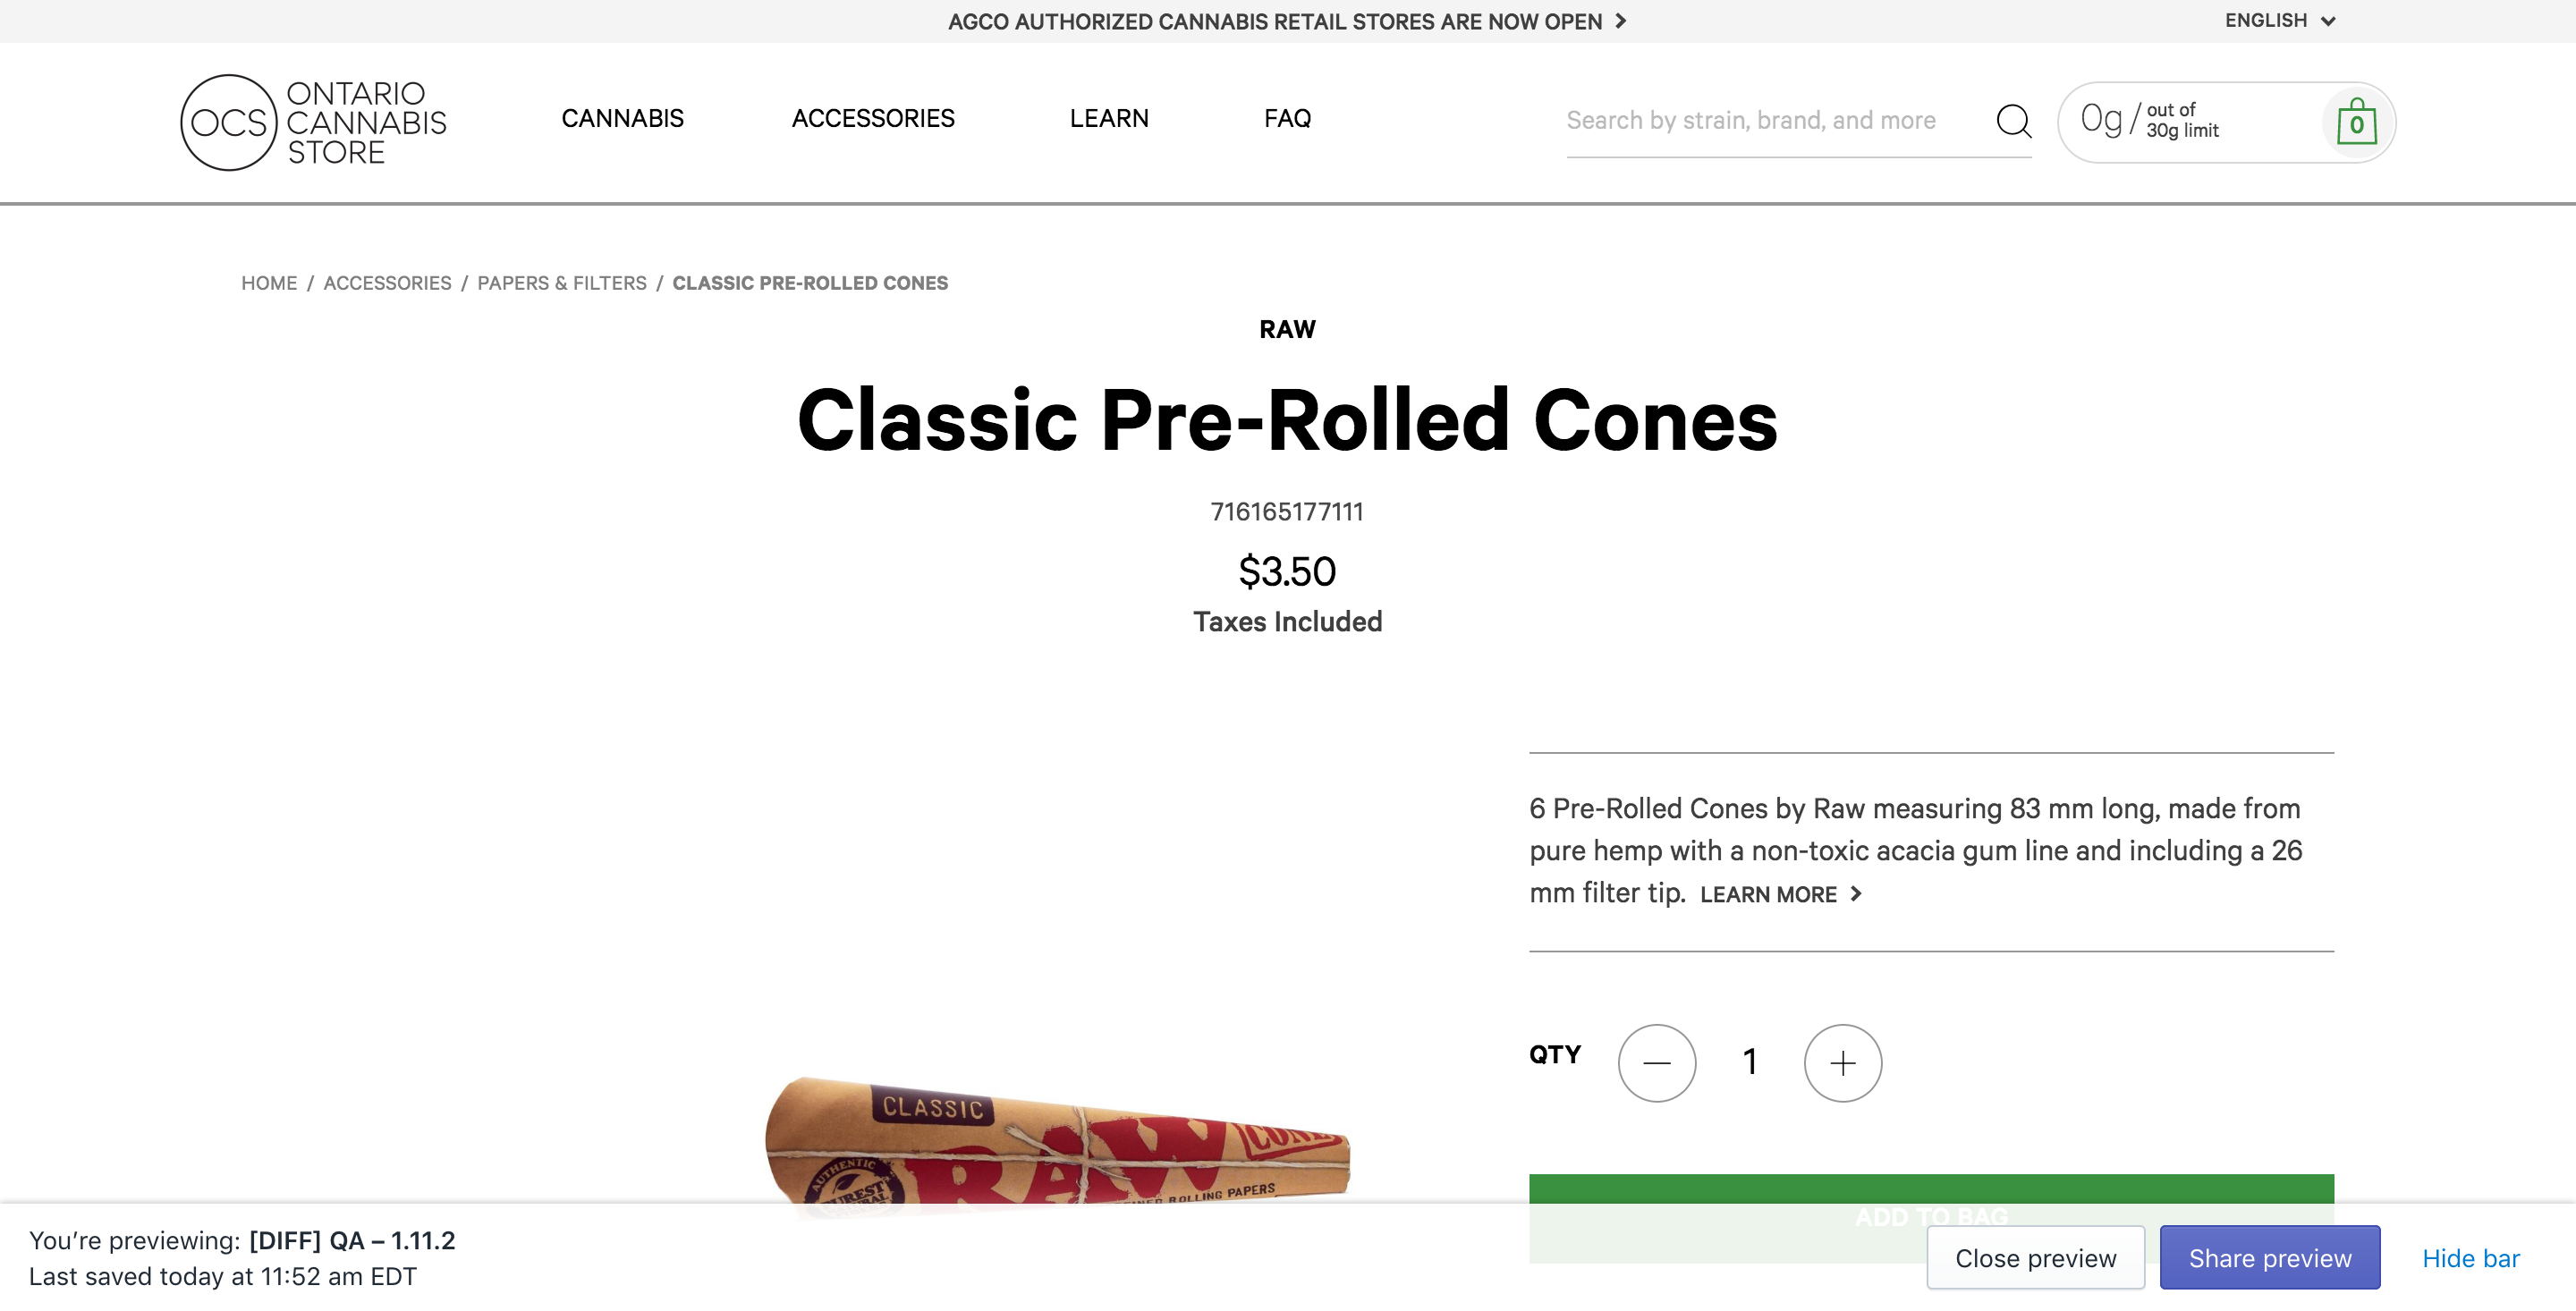 AGCO AUTHORIZED CANNABIS RETAIL STORES ARE NOW OPEN
ENGLISH
OCS
ONTARIO
CANNABIS
STORE
CANNABIS
ACCESSORIES
LEARN
FAQ
Search by strain, brand, and more
0g / out of
30g limit
0
HOME / ACCESSORIES / PAPERS & FILTERS / CLASSIC PRE-ROLLED CONES
RAW
Classic Pre-Rolled Cones
716165177111
$3.50
Taxes Included
6 Pre-Rolled Cones by Raw measuring 83 mm long, made from
pure hemp with a non-toxic acacia gum line and including a 26
mm filter tip. LEARN MORE
QTY
1
CLASSIC
RAW
AUTHENTIC
ROLLING PAPERS
ADD TO BAG
You’re previewing: [DIFF] QA – 1.11.2
Last saved today at 11:52 am EDT
Close preview
Share preview
Hide bar